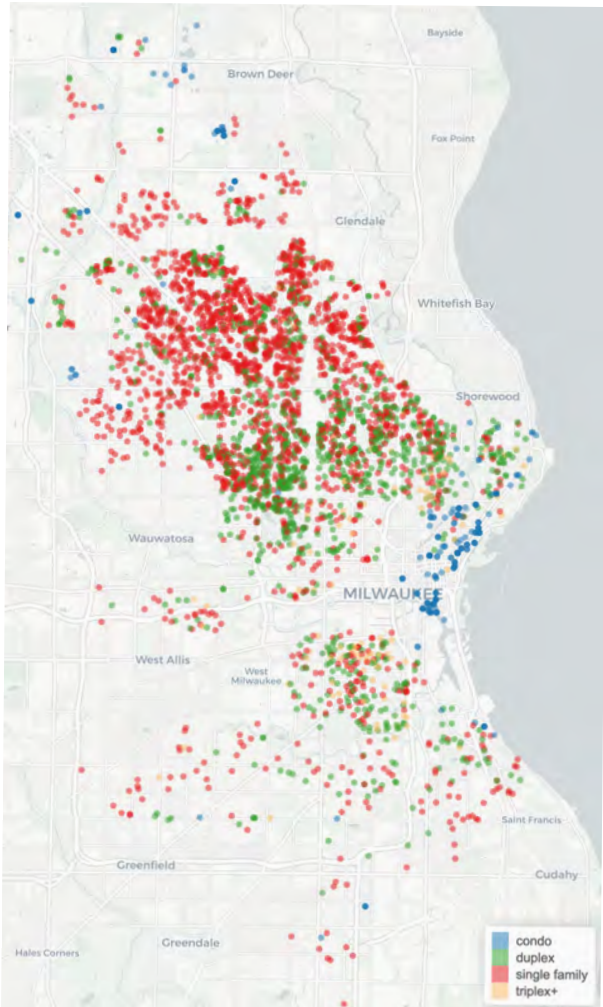 Bayside
Brown Deer
Fox Point
Glendale
Whitefish Bay
Shorewood
Wauwatosa
MILWAUKEE
West Allis
West
Milwaukee
Saint Francis
Greenfield
Cudahy
Greendale
Hales Corners
condo
duplex
single family
triplex+